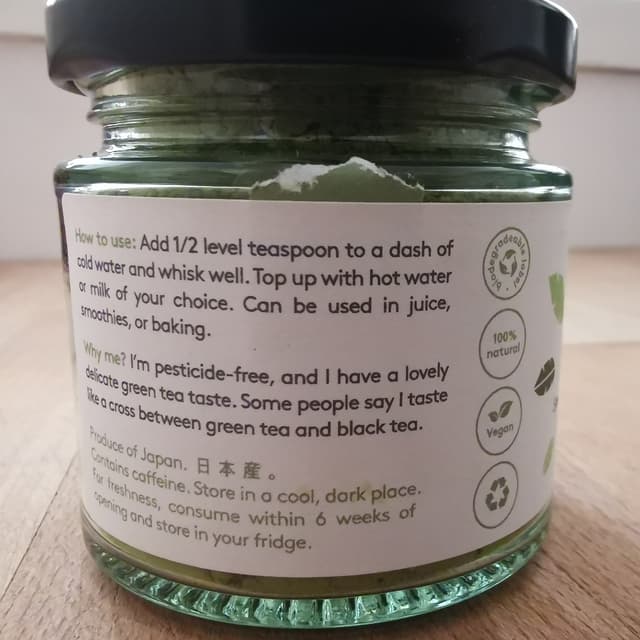 How to use: Add 1/2 level teaspoon to a dash of
cold water and whisk well. Top up with hot water
or milk of your choice. Can be used in juice,
smoothies, or baking.
Why me? I'm pesticide-free, and I have a lovely
delicate green tea taste. Some people say I taste
like a cross between green tea and black tea.
Produce of Japan. 日本産。
Contains caffeine. Store in a cool, dark place.
For freshness, consume within 6 weeks of
opening and store in your fridge.
biodegradeable label
100%
natural
Vegan